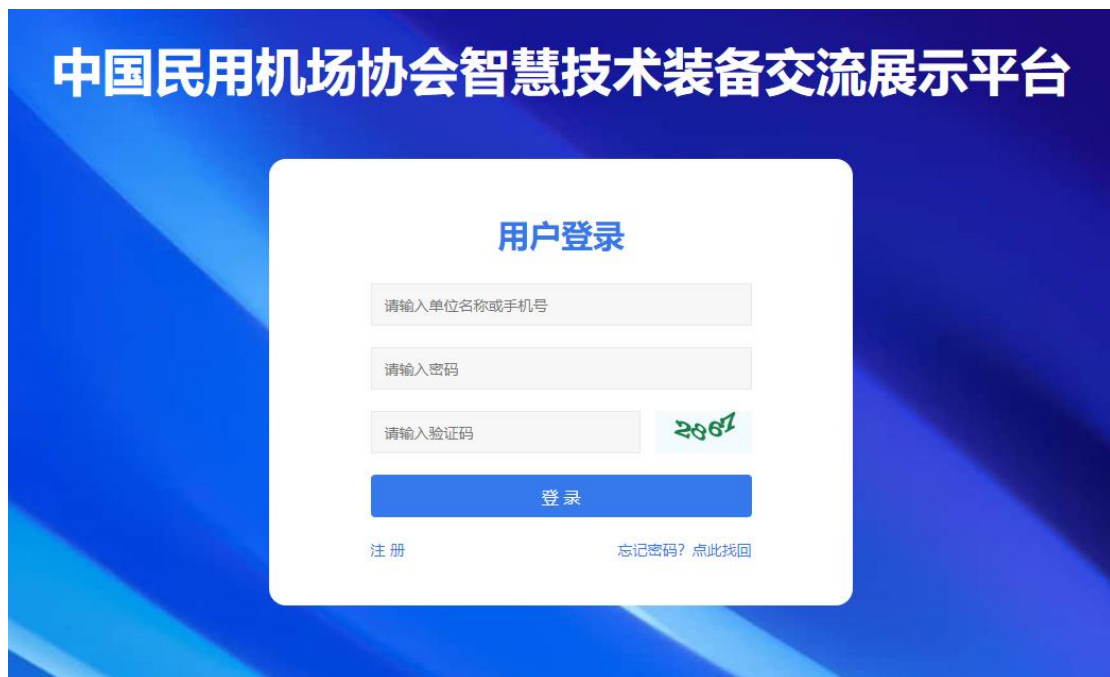 中国民用机场协会智慧技术装备交流展示平台
用户登录
请输入单位名称或手机号
请输入密码
请输入验证码
登 录
注 册
忘记密码？点此找回